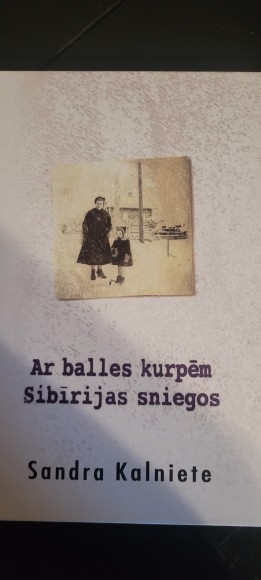 Ar balles kurpēm
Sibīrijas sniegos
Sandra Kalniete